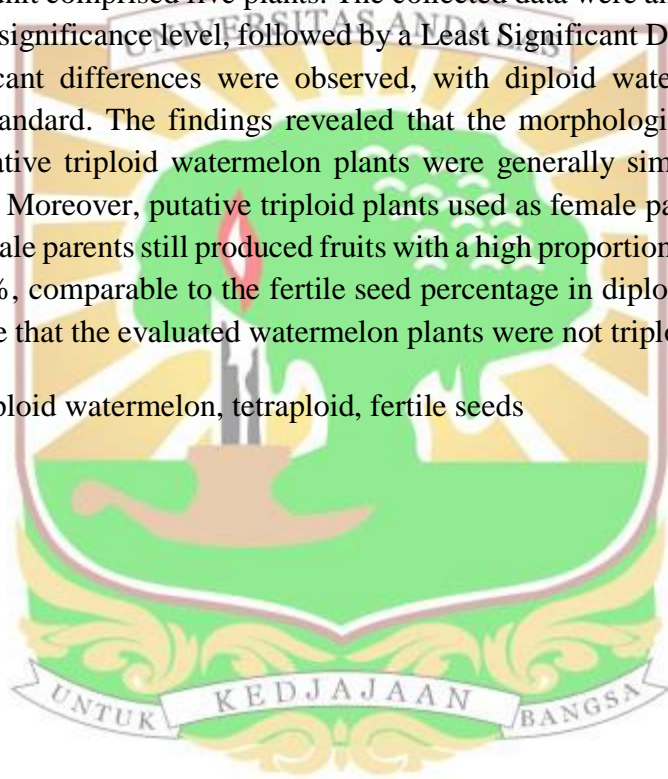 unit comprised five plants. The collected data were an
significance level, followed by a Least Significant D
UNIVERSITAS ANDALAS
cant differences were observed, with diploid wate
andard. The findings revealed that the morphologi
ative triploid watermelon plants were generally sim
Moreover, putative triploid plants used as female pa
ale parents still produced fruits with a high proportion
%, comparable to the fertile seed percentage in diplo
e that the evaluated watermelon plants were not triplo
ploid watermelon, tetraploid, fertile seeds
UNTUK KEDJAJAAN BANGSA